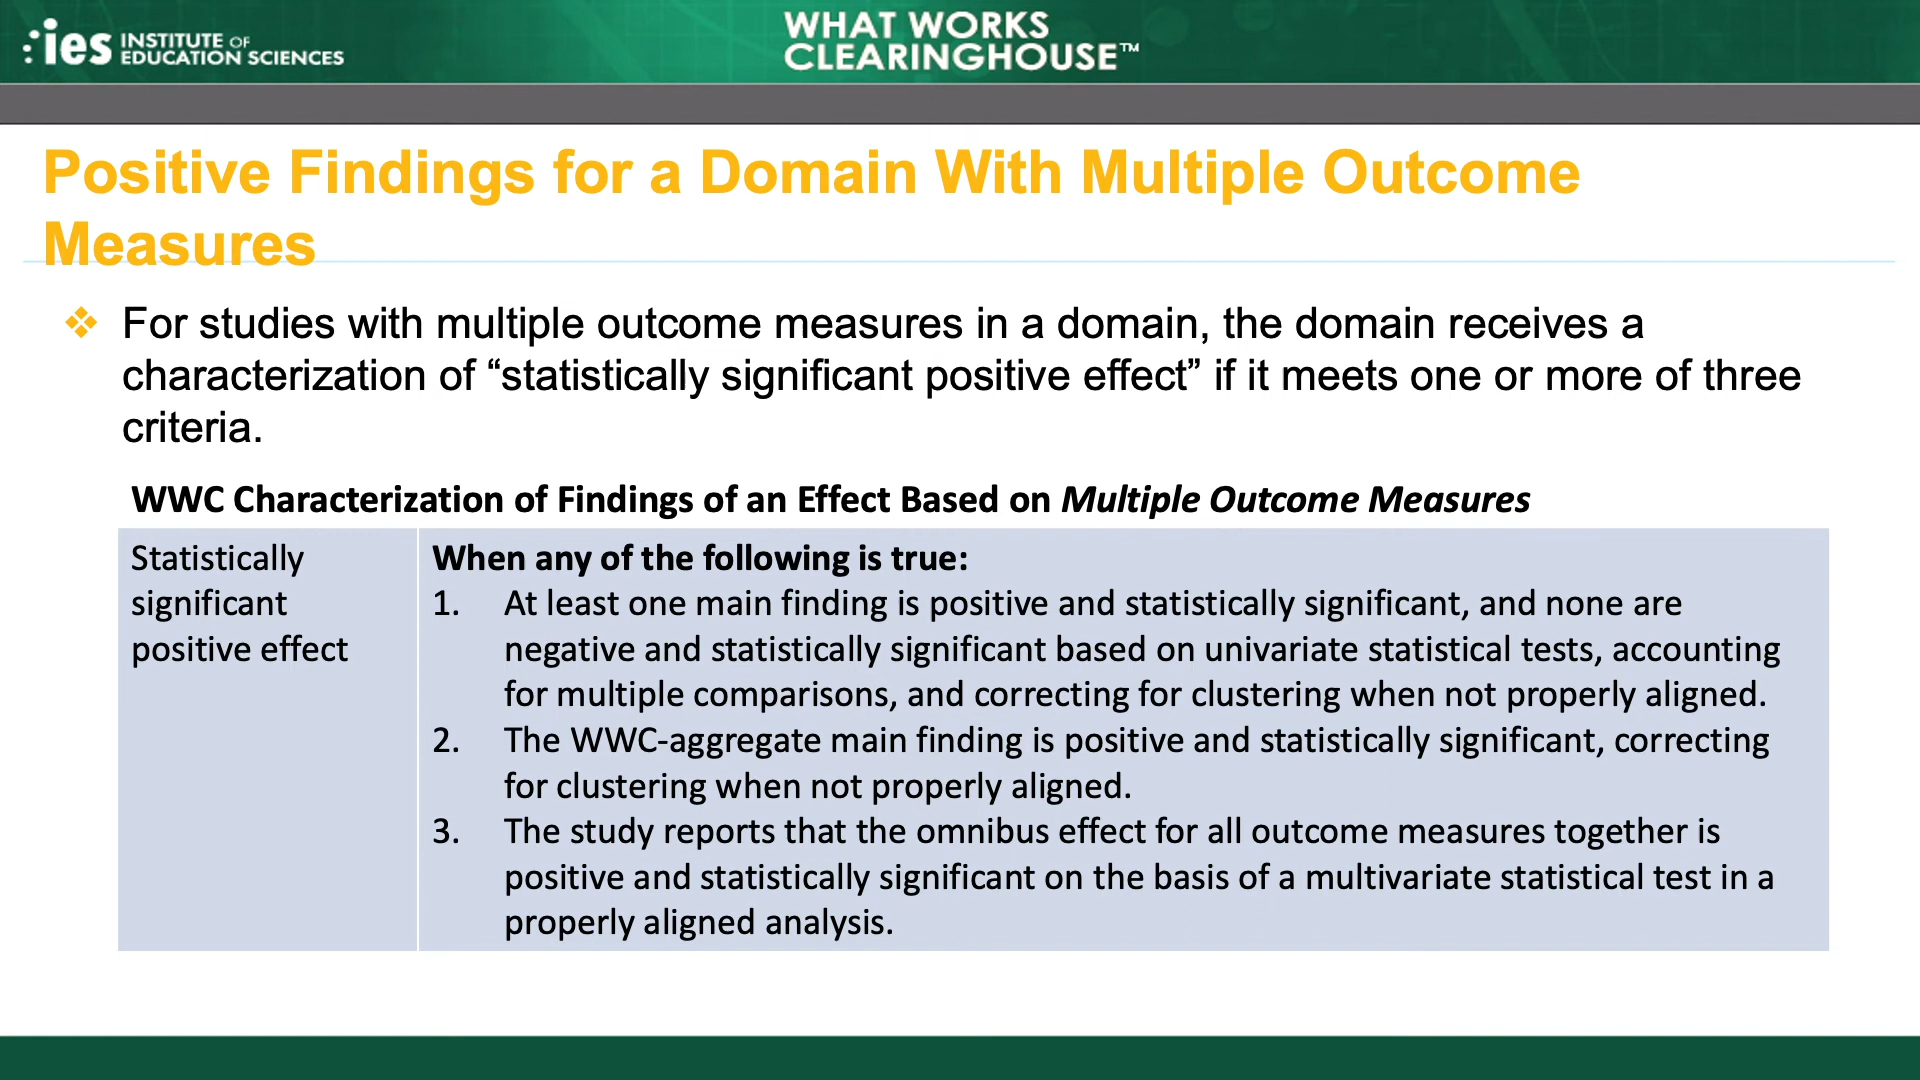 ies INSTITUTE OF
EDUCATION SCIENCES
WHAT WORKS
CLEARINGHOUSE™
Positive Findings for a Domain With Multiple Outcome
Measures
❖ For studies with multiple outcome measures in a domain, the domain receives a
characterization of “statistically significant positive effect” if it meets one or more of three
criteria.
WWC Characterization of Findings of an Effect Based on Multiple Outcome Measures
Statistically
significant
positive effect
When any of the following is true:
1. At least one main finding is positive and statistically significant, and none are
negative and statistically significant based on univariate statistical tests, accounting
for multiple comparisons, and correcting for clustering when not properly aligned.
2. The WWC-aggregate main finding is positive and statistically significant, correcting
for clustering when not properly aligned.
3. The study reports that the omnibus effect for all outcome measures together is
positive and statistically significant on the basis of a multivariate statistical test in a
properly aligned analysis.